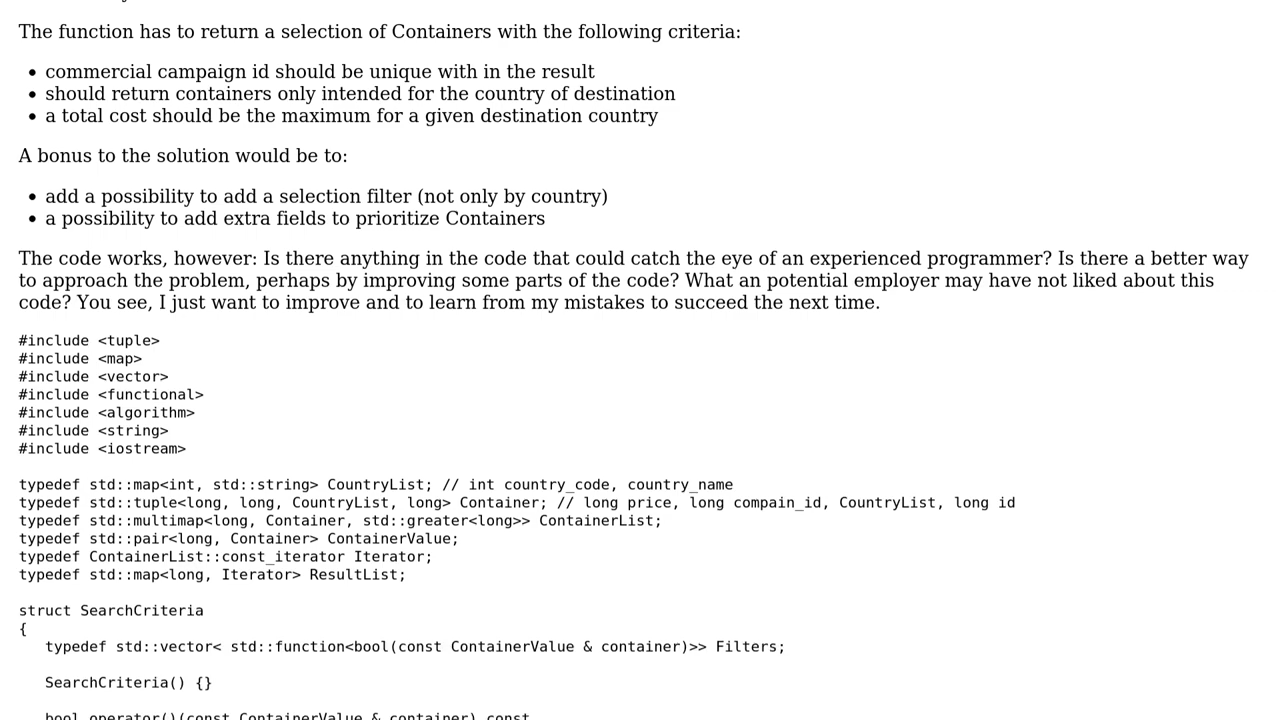 The function has to return a selection of Containers with the following criteria:
• commercial campaign id should be unique with in the result
• should return containers only intended for the country of destination
• a total cost should be the maximum for a given destination country
A bonus to the solution would be to:
• add a possibility to add a selection filter (not only by country)
• a possibility to add extra fields to prioritize Containers
The code works, however: Is there anything in the code that could catch the eye of an experienced programmer? Is there a better way
to approach the problem, perhaps by improving some parts of the code? What an potential employer may have not liked about this
code? You see, I just want to improve and to learn from my mistakes to succeed the next time.
#include <tuple>
#include <map>
#include <vector>
#include <functional>
#include <algorithm>
#include <string>
#include <iostream>
typedef std::map<int, std::string> CountryList; // int country_code, country_name
typedef std::tuple<long, long, CountryList, long> Container; // long price, long compain_id, CountryList, long id
typedef std::multimap<long, Container, std::greater<long>> ContainerList;
typedef std::pair<long, Container> ContainerValue;
typedef ContainerList::const_iterator Iterator;
typedef std::map<long, Iterator> ResultList;
struct SearchCriteria
{
   typedef std::vector< std::function<bool(const ContainerValue & container)>> Filters;
   SearchCriteria() {}
   bool operator()(const ContainerValue & container) const